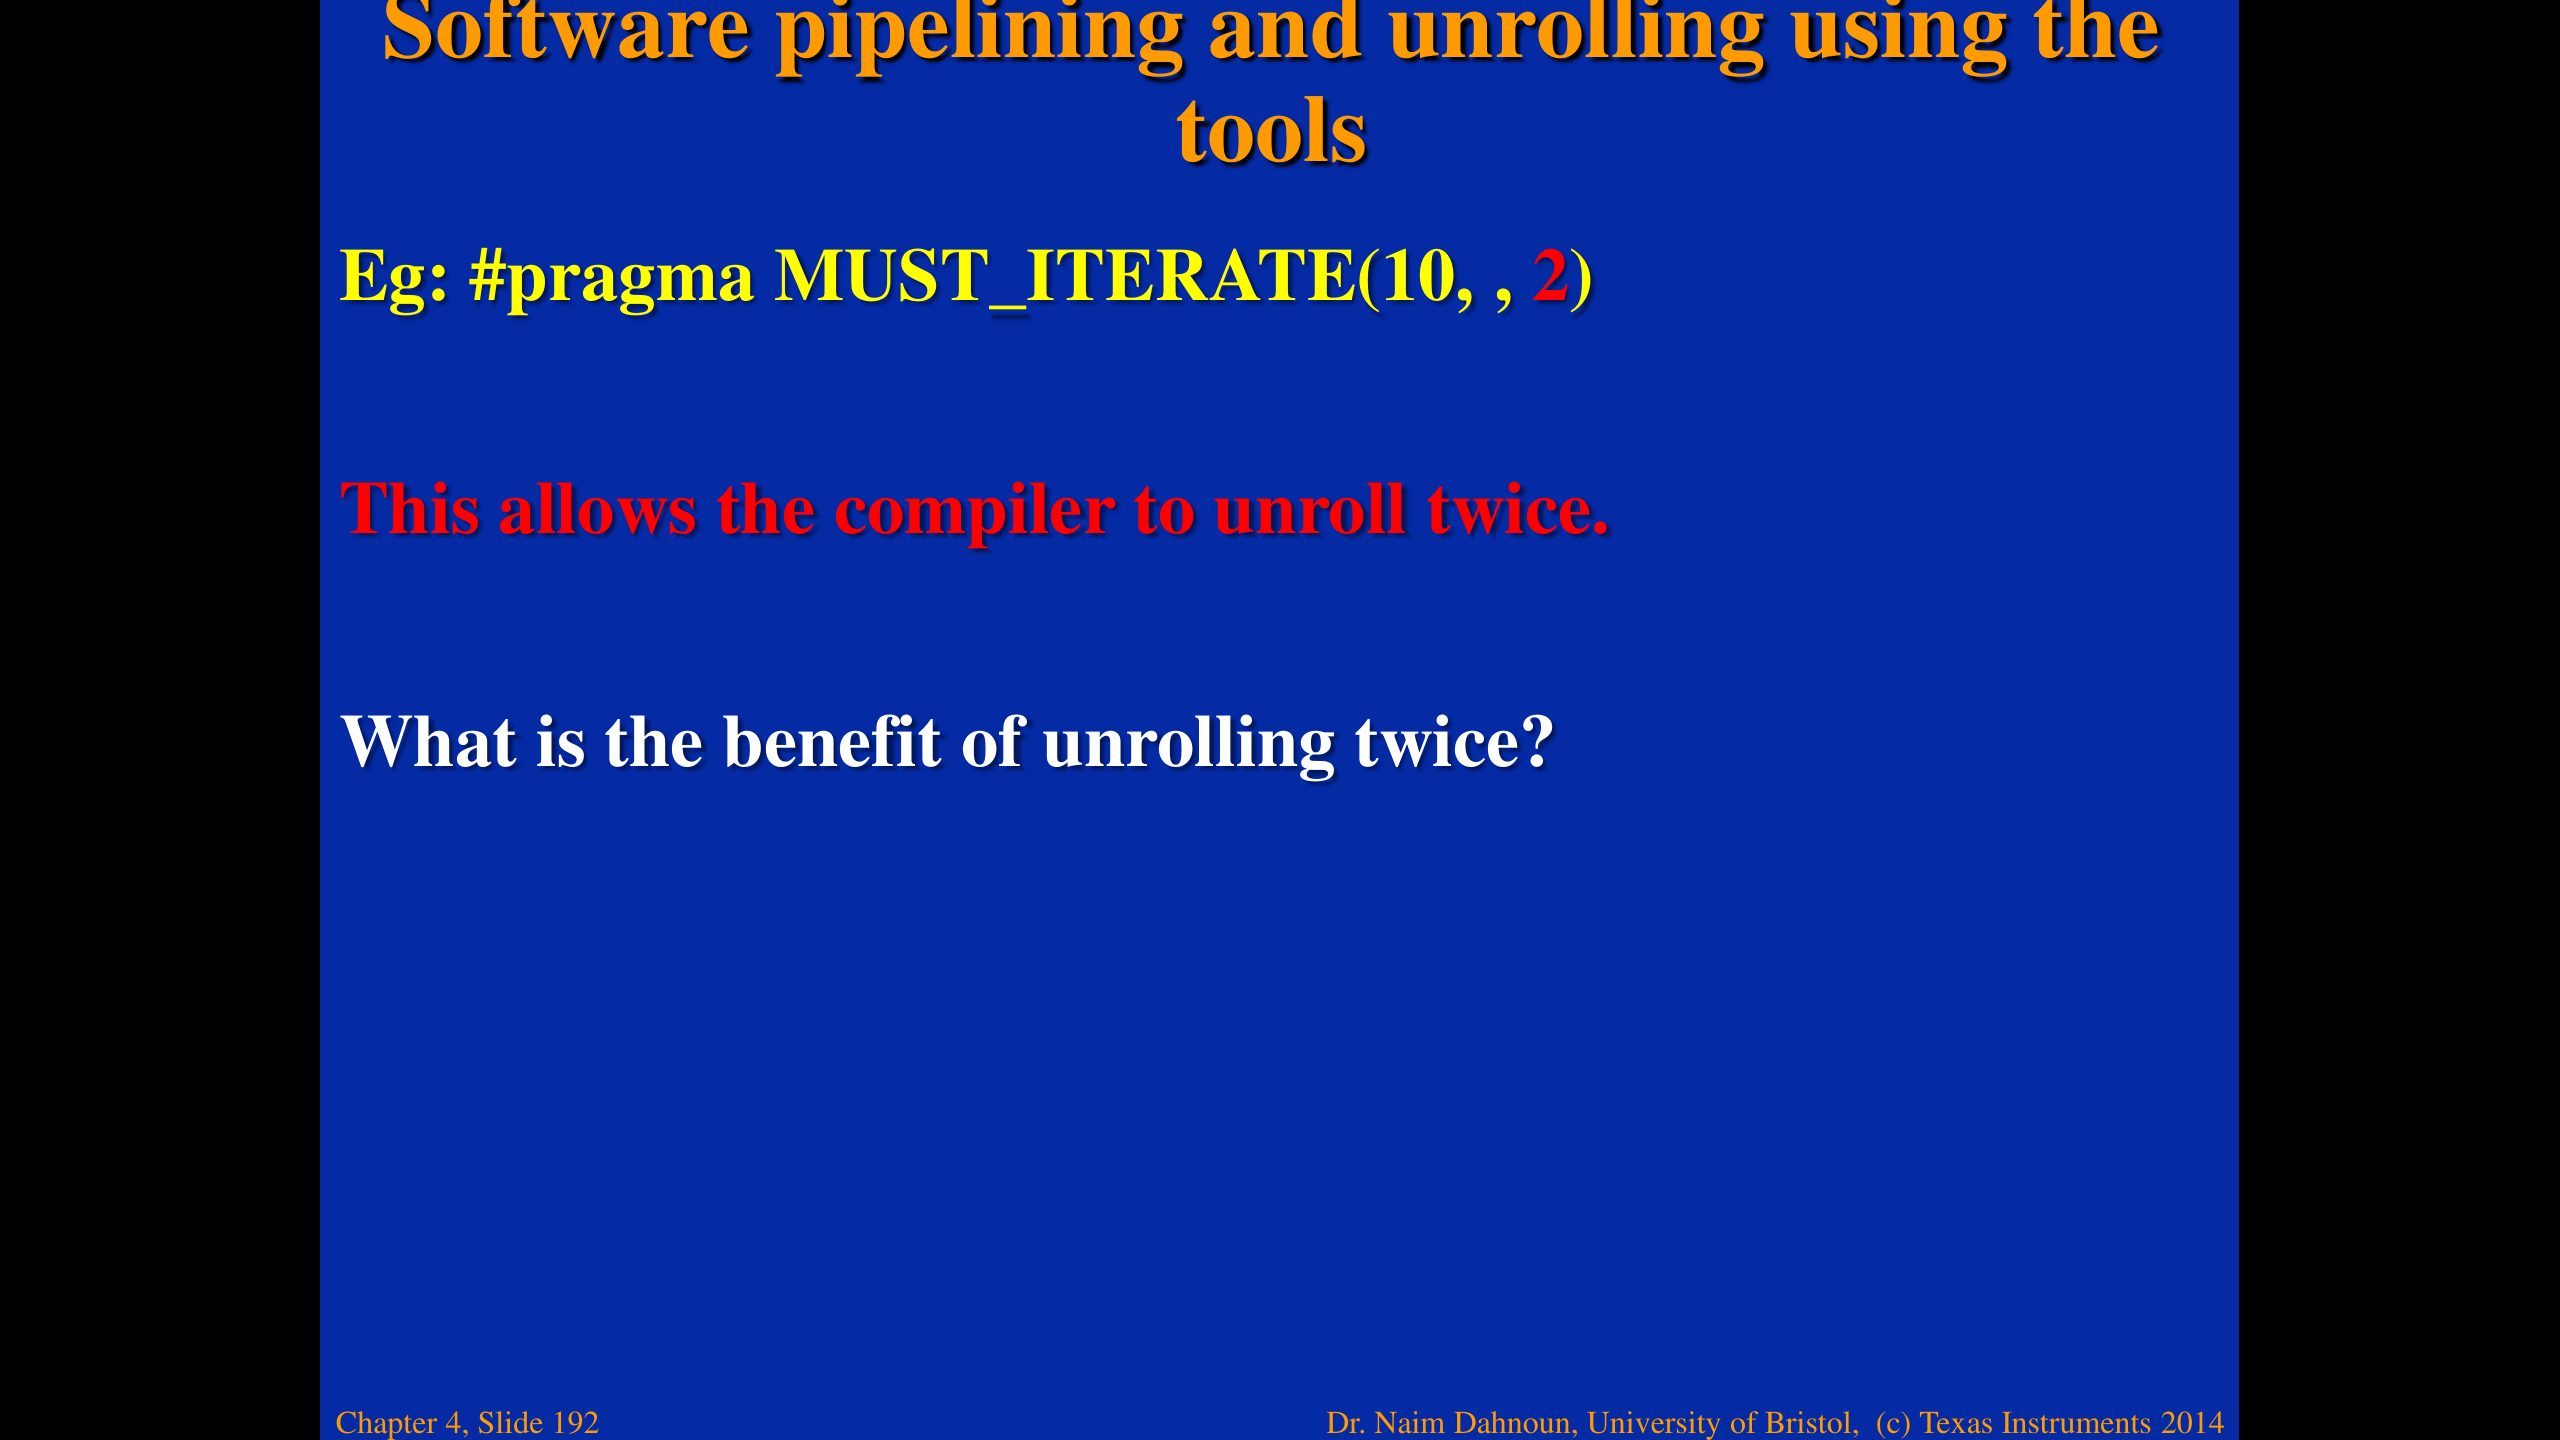 Software pipelining and unrolling using the
tools
Eg: #pragma MUST_ITERATE(10, , 2)
This allows the compiler to unroll twice.
What is the benefit of unrolling twice?
Chapter 4, Slide 192
Dr. Naim Dahnoun, University of Bristol, (c) Texas Instruments 2014